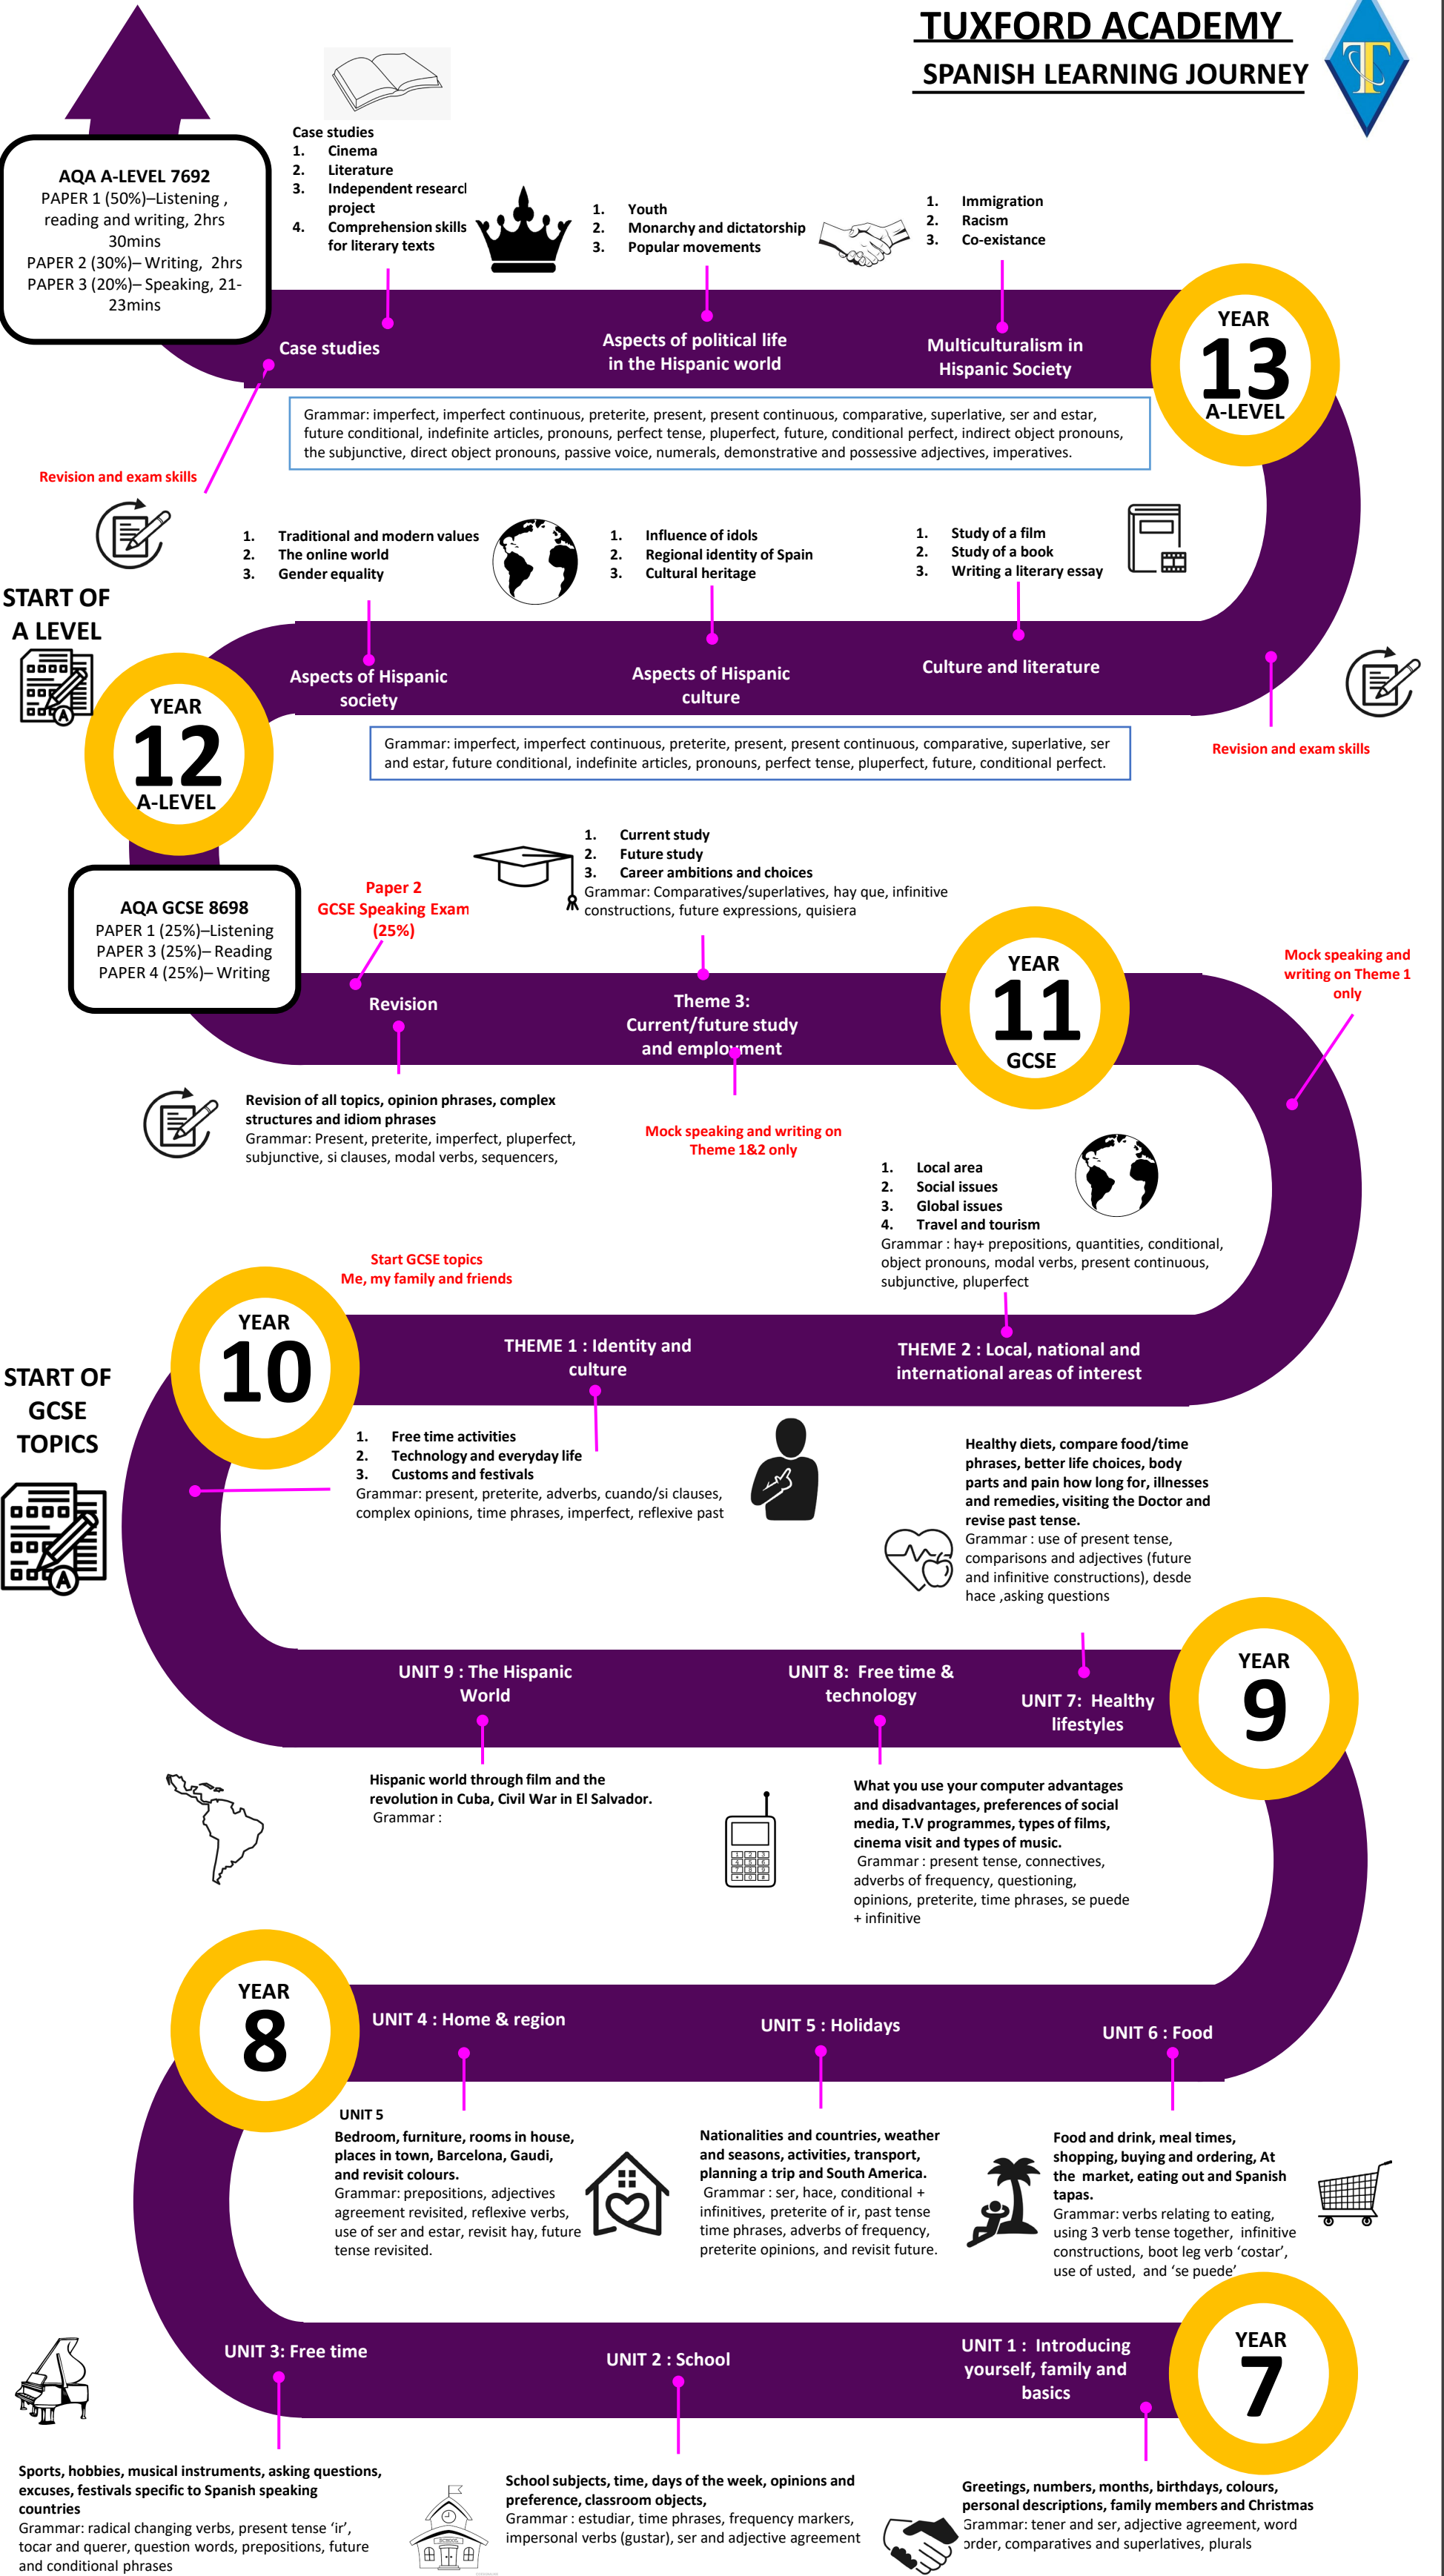 TUXFORD ACADEMY
SPANISH LEARNING JOURNEY
AQA A-LEVEL 7692
PAPER 1 (50%)–Listening ,
reading and writing, 2hrs
30mins
PAPER 2 (30%)– Writing, 2hrs
PAPER 3 (20%)– Speaking, 21-
23mins
Case studies
1. Cinema
2. Literature
3. Independent research
project
4. Comprehension skills
for literary texts
1. Youth
2. Monarchy and dictatorship
3. Popular movements
1. Immigration
2. Racism
3. Co-existance
Case studies
Aspects of political life
in the Hispanic world
Multiculturalism in
Hispanic Society
YEAR
13
A-LEVEL
Grammar: imperfect, imperfect continuous, preterite, present, present continuous, comparative, superlative, ser and estar,
future conditional, indefinite articles, pronouns, perfect tense, pluperfect, future, conditional perfect, indirect object pronouns,
the subjunctive, direct object pronouns, passive voice, numerals, demonstrative and possessive adjectives, imperatives.
Revision and exam skills
1. Traditional and modern values
2. The online world
3. Gender equality
1. Influence of idols
2. Regional identity of Spain
3. Cultural heritage
1. Study of a film
2. Study of a book
3. Writing a literary essay
START OF
A LEVEL
A
YEAR
12
A-LEVEL
Aspects of Hispanic
society
Aspects of Hispanic
culture
Culture and literature
Revision and exam skills
Grammar: imperfect, imperfect continuous, preterite, present, present continuous, comparative, superlative, ser
and estar, future conditional, indefinite articles, pronouns, perfect tense, pluperfect, future, conditional perfect.
AQA GCSE 8698
PAPER 1 (25%)–Listening
PAPER 3 (25%)– Reading
PAPER 4 (25%)– Writing
Paper 2
GCSE Speaking Exam
(25%)
1. Current study
2. Future study
3. Career ambitions and choices
Grammar: Comparatives/superlatives, hay que, infinitive
constructions, future expressions, quisiera
Revision
Theme 3:
Current/future study
and employment
YEAR
11
GCSE
Mock speaking and
writing on Theme 1
only
Revision of all topics, opinion phrases, complex
structures and idiom phrases
Grammar: Present, preterite, imperfect, pluperfect,
subjunctive, si clauses, modal verbs, sequencers,
Mock speaking and writing on
Theme 1&2 only
1. Local area
2. Social issues
3. Global issues
4. Travel and tourism
Grammar : hay+ prepositions, quantities, conditional,
object pronouns, modal verbs, present continuous,
subjunctive, pluperfect
Start GCSE topics
Me, my family and friends
YEAR
10
THEME 1 : Identity and
culture
THEME 2 : Local, national and
international areas of interest
START OF
GCSE
TOPICS
A
1. Free time activities
2. Technology and everyday life
3. Customs and festivals
Grammar: present, preterite, adverbs, cuando/si clauses,
complex opinions, time phrases, imperfect, reflexive past
Healthy diets, compare food/time
phrases, better life choices, body
parts and pain how long for, illnesses
and remedies, visiting the Doctor and
revise past tense.
Grammar : use of present tense,
comparisons and adjectives (future
and infinitive constructions), desde
hace ,asking questions
UNIT 9 : The Hispanic
World
UNIT 8: Free time &
technology
UNIT 7: Healthy
lifestyles
YEAR
9
Hispanic world through film and the
revolution in Cuba, Civil War in El Salvador.
Grammar :
What you use your computer advantages
and disadvantages, preferences of social
media, T.V programmes, types of films,
cinema visit and types of music.
Grammar : present tense, connectives,
adverbs of frequency, questioning,
opinions, preterite, time phrases, se puede
+ infinitive
YEAR
8
UNIT 4 : Home & region
UNIT 5 : Holidays
UNIT 6 : Food
UNIT 5
Bedroom, furniture, rooms in house,
places in town, Barcelona, Gaudi,
and revisit colours.
Grammar: prepositions, adjectives
agreement revisited, reflexive verbs,
use of ser and estar, revisit hay, future
tense revisited.
Nationalities and countries, weather
and seasons, activities, transport,
planning a trip and South America.
Grammar : ser, hace, conditional +
infinitives, preterite of ir, past tense
time phrases, adverbs of frequency,
preterite opinions, and revisit future.
Food and drink, meal times,
shopping, buying and ordering, At
the market, eating out and Spanish
tapas.
Grammar: verbs relating to eating,
using 3 verb tense together, infinitive
constructions, boot leg verb ‘costar’,
use of usted, and ‘se puede’
UNIT 3: Free time
UNIT 2 : School
UNIT 1 : Introducing
yourself, family and
basics
YEAR
7
Sports, hobbies, musical instruments, asking questions,
excuses, festivals specific to Spanish speaking
countries
Grammar: radical changing verbs, present tense ‘ir’,
tocar and querer, question words, prepositions, future
and conditional phrases
SCHOOL
School subjects, time, days of the week, opinions and
preference, classroom objects,
Grammar : estudiar, time phrases, frequency markers,
impersonal verbs (gustar), ser and adjective agreement
Greetings, numbers, months, birthdays, colours,
personal descriptions, family members and Christmas
Grammar: tener and ser, adjective agreement, word
order, comparatives and superlatives, plurals